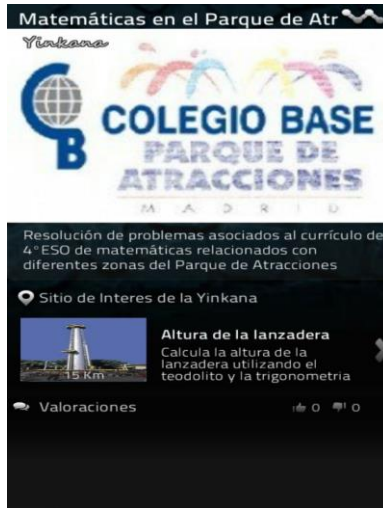 Matemáticas en el Parque de Atr
Yinkana
COLEGIO BASE
PARQUE DE
ATRACCIONES
MADRID
Resolución de problemas asociados al currículo de
4º ESO de matemáticas relacionados con
diferentes zonas del Parque de Atracciones
Sitio de Interes de la Yinkana
Altura de la lanzadera
Calcula la altura de la
lanzadera utilizando el
teodolito y la trigonometria
15 Km
Valoraciones
0
0